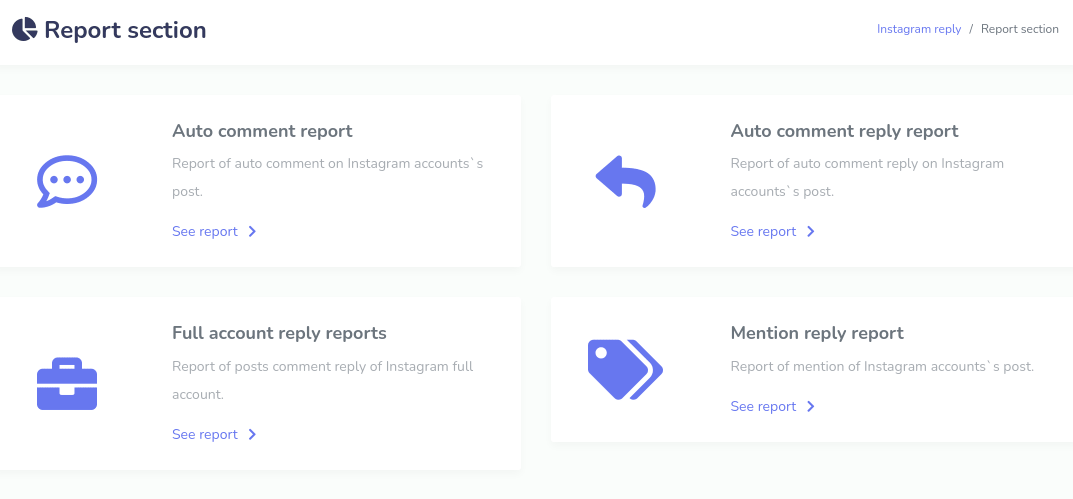 Report section
Instagram reply / Report section
Auto comment report
Report of auto comment on Instagram accounts`s
post.
See report
Auto comment reply report
Report of auto comment reply on Instagram
accounts`s post.
See report
Full account reply reports
Report of posts comment reply of Instagram full
account.
See report
Mention reply report
Report of mention of Instagram accounts`s post.
See report